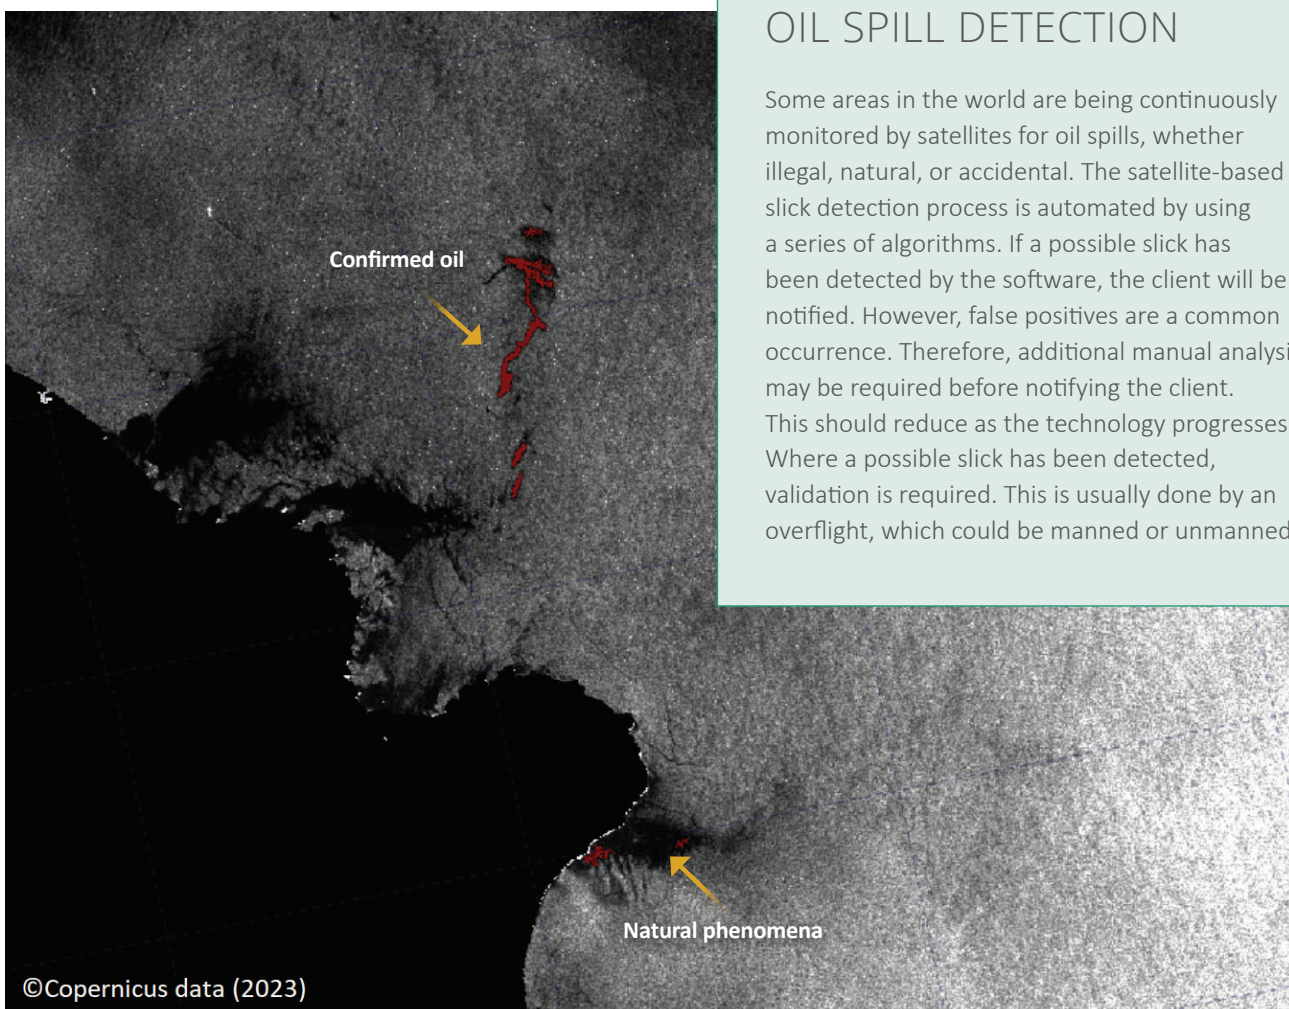 OIL SPILL DETECTION
Some areas in the world are being continuously
monitored by satellites for oil spills, whether
illegal, natural, or accidental. The satellite-based
slick detection process is automated by using
a series of algorithms. If a possible slick has
been detected by the software, the client will be
notified. However, false positives are a common
occurrence. Therefore, additional manual analysi
may be required before notifying the client.
This should reduce as the technology progresses
Where a possible slick has been detected,
validation is required. This is usually done by an
overflight, which could be manned or unmanned
Confirmed oil
Natural phenomena
©Copernicus data (2023)